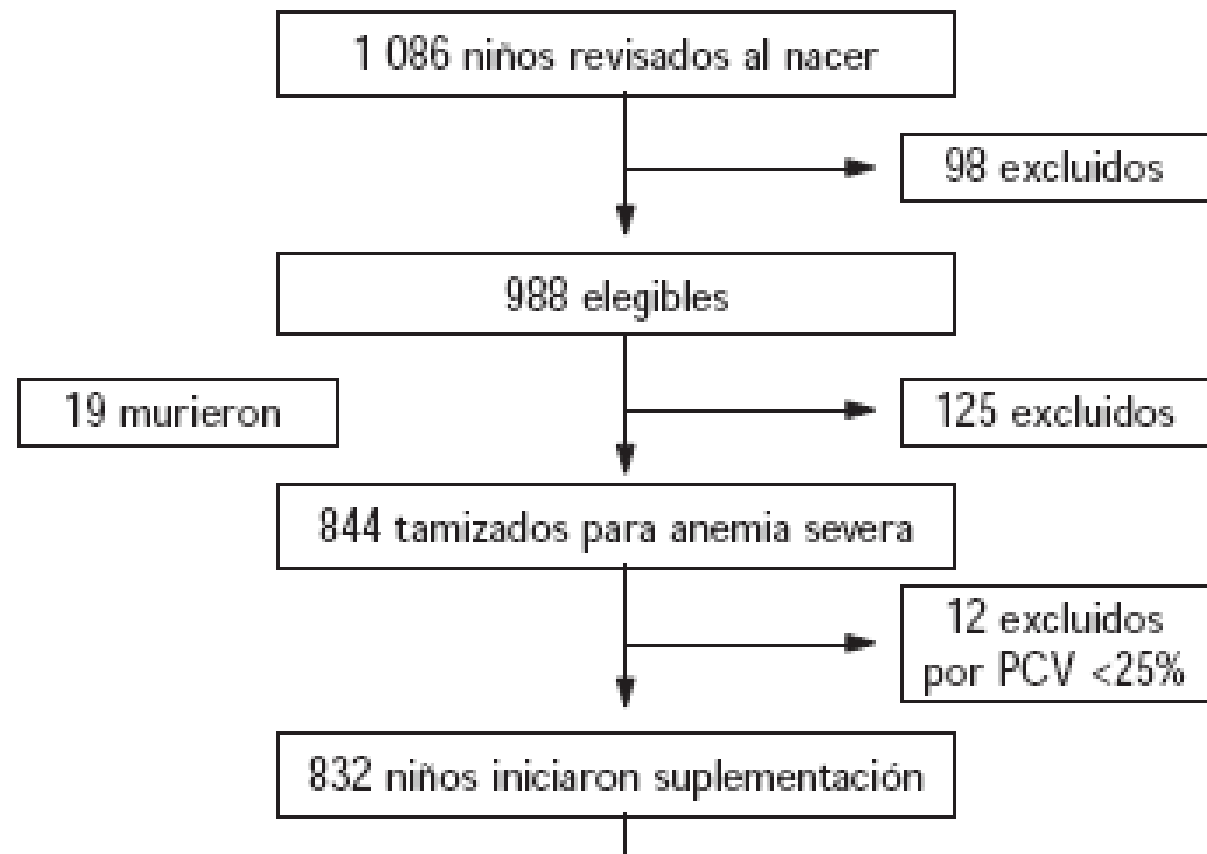 1 086 niños revisados al nacer
98 excluidos
988 elegibles
19 murieron
125 excluidos
844 tamizados para anemia severa
12 excluidos
por PCV <25%
832 niños iniciaron suplementación